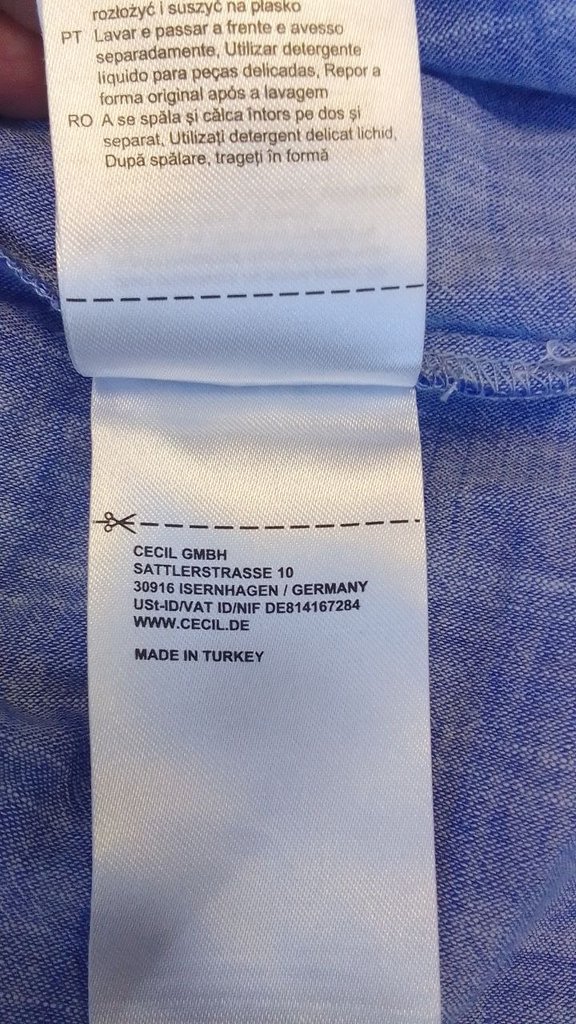 rozłożyć i suszyć na płasko
PT Lavar e passar a frente e avesso
separadamente, Utilizar detergente
líquido para peças delicadas, Repor a
forma original após a lavagem
RO A se spăla și călca întors pe dos și
separat, Utilizați detergent delicat lichid,
După spălare, trageți în formă
CECIL GMBH
SATTLERSTRASSE 10
30916 ISERNHAGEN / GERMANY
USt-ID/VAT ID/NIF DE814167284
WWW.CECIL.DE
MADE IN TURKEY